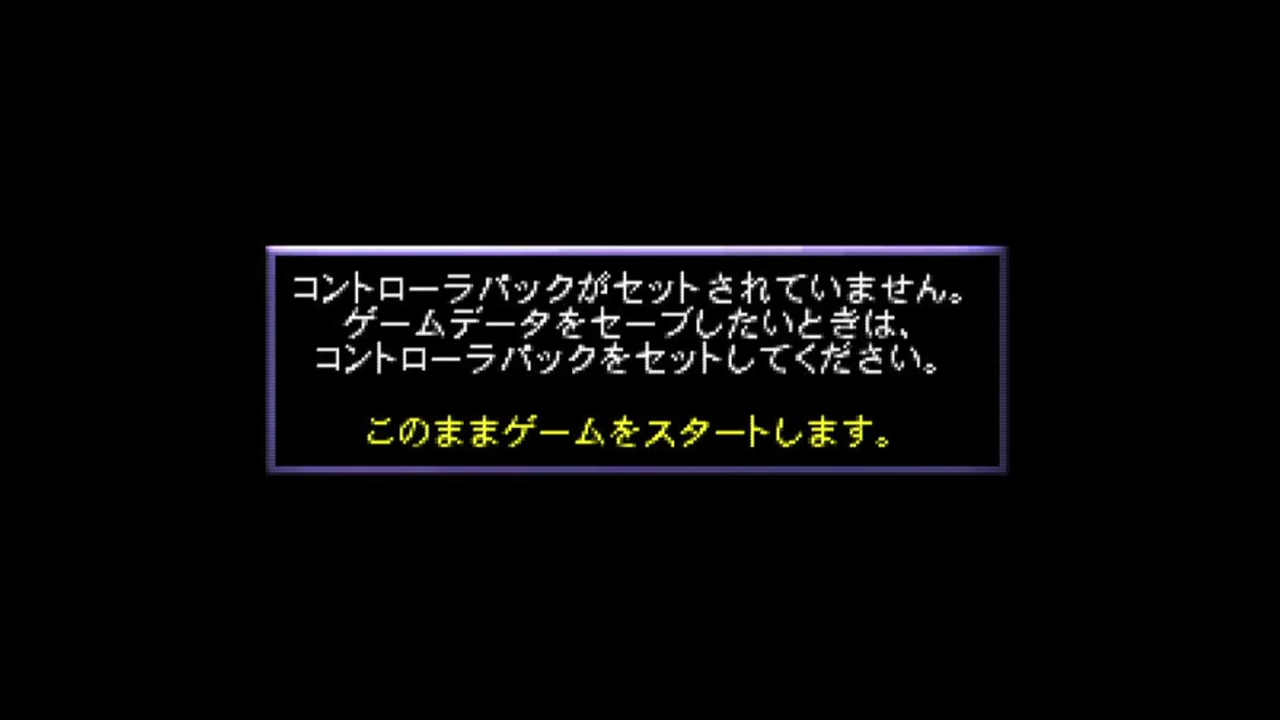 コントローラパックがセットされていません。
ゲームデータをセーブしたいときは、
コントローラパックをセットしてください。
このままゲームをスタートします。